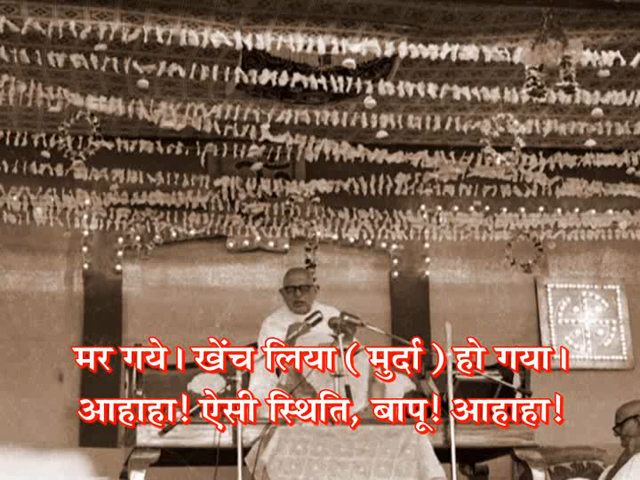 मर गये। खेंच लिया ( मुर्दा ) हो गया।
आहाहा! ऐसी स्थिति, बापू! आहाहा!